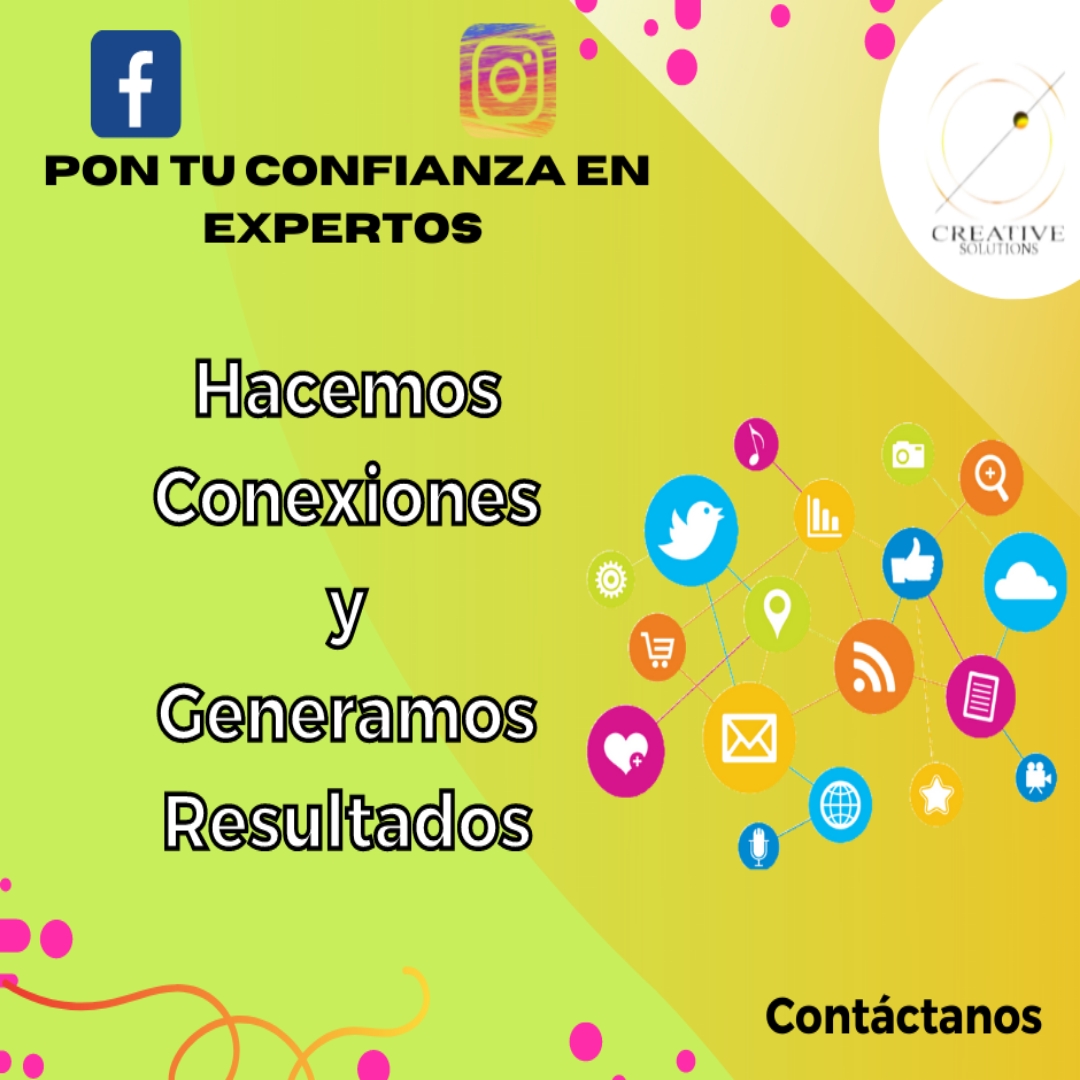 PON TU CONFIANZA EN
EXPERTOS
CREATIVE
SOLUTIONS
Hacemos
Conexiones
y
Generamos
Resultados
Contáctanos